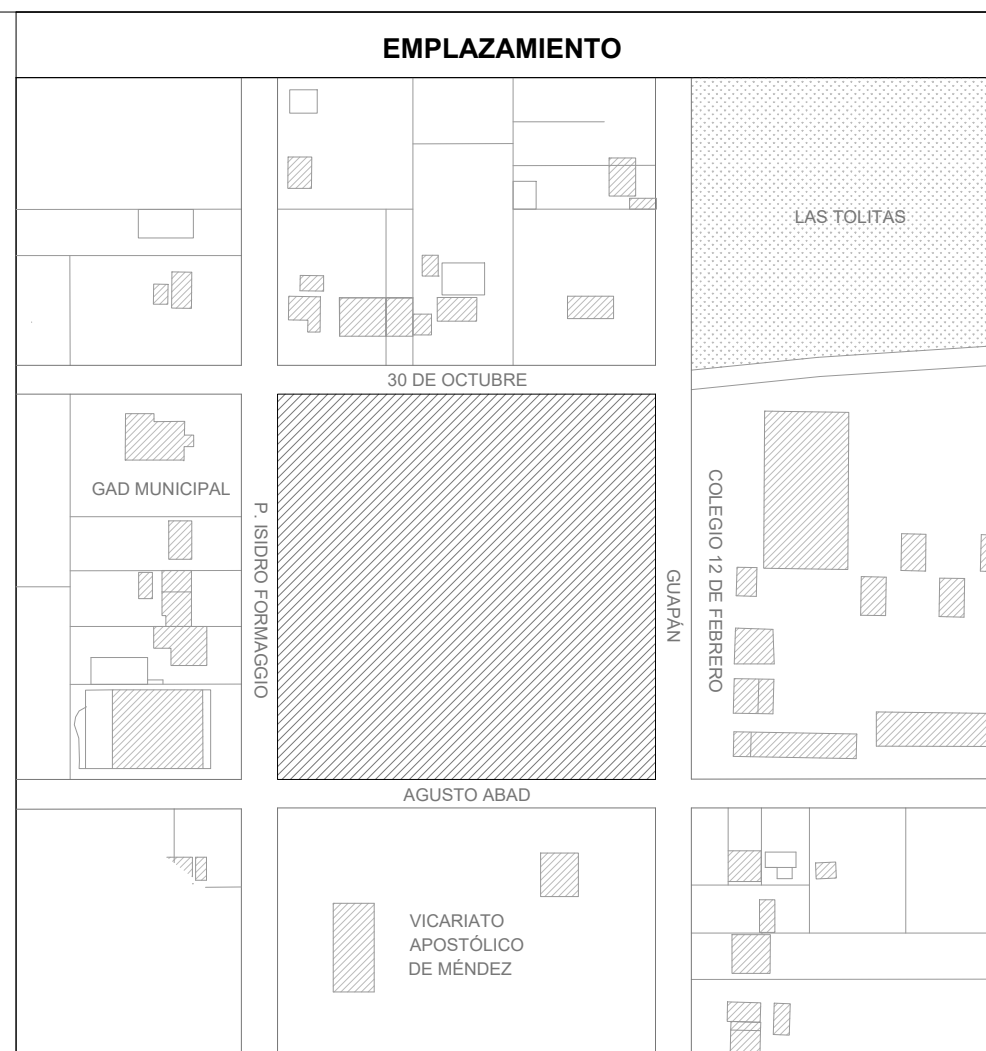 EMPLAZAMIENTO
LAS TOLITAS
30 DE OCTUBRE
GAD MUNICIPAL
P. ISIDRO FORMAGGIO
GUAPÁN
COLEGIO 12 DE FEBRERO
AGUSTO ABAD
VICARIATO
APOSTÓLICO
DE MÉNDEZ